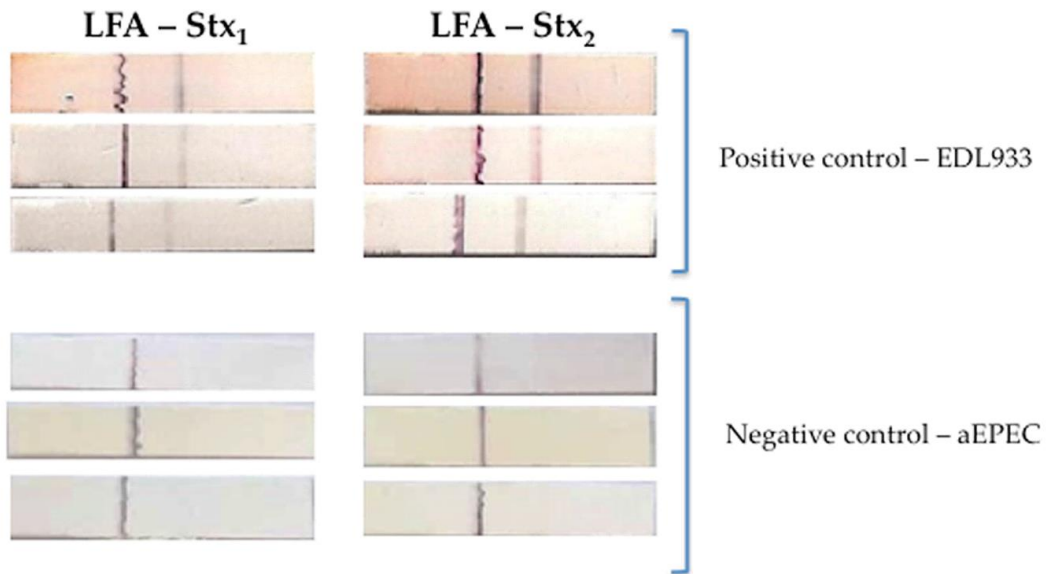 LFA – Stx1
LFA – Stx2
Positive control – EDL933
Negative control – aEPEC